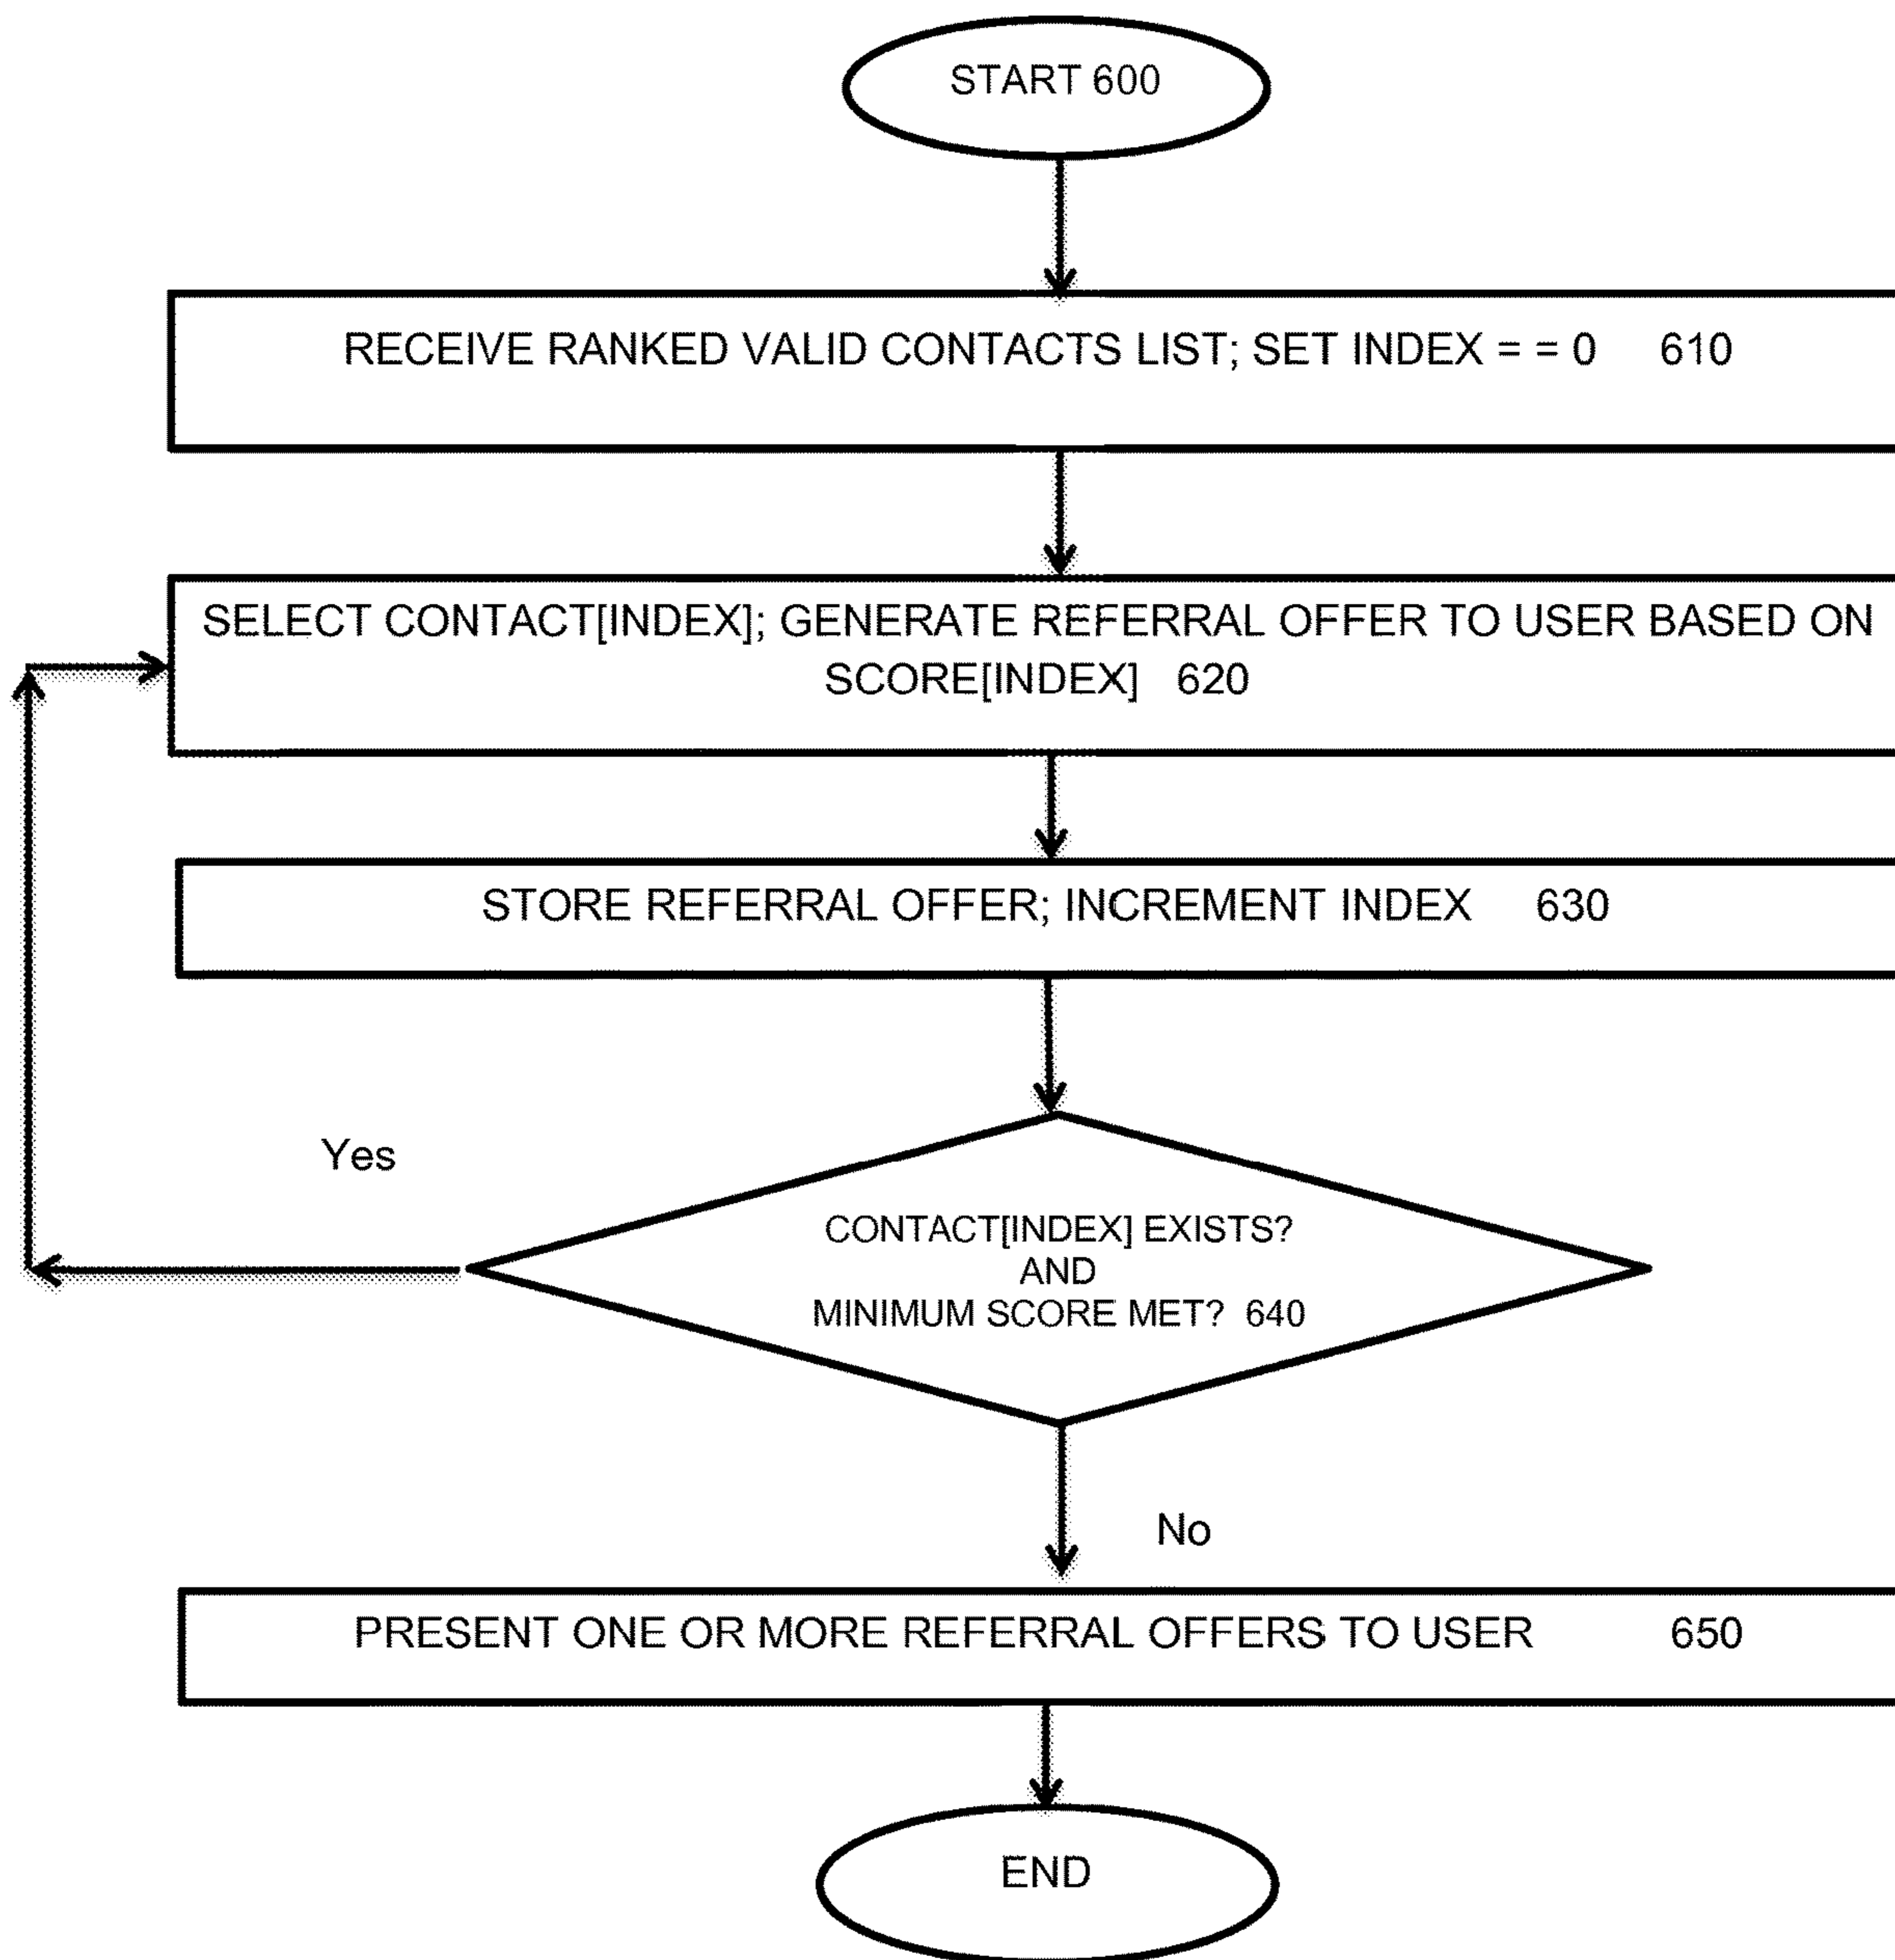 START 600
RECEIVE RANKED VALID CONTACTS LIST; SET INDEX = = 0 610
SELECT CONTACT[INDEX]; GENERATE REFERRAL OFFER TO USER BASED ON
SCORE[INDEX] 620
STORE REFERRAL OFFER; INCREMENT INDEX 630
Yes
CONTACT[INDEX] EXISTS?
AND
MINIMUM SCORE MET? 640
No
PRESENT ONE OR MORE REFERRAL OFFERS TO USER 650
END